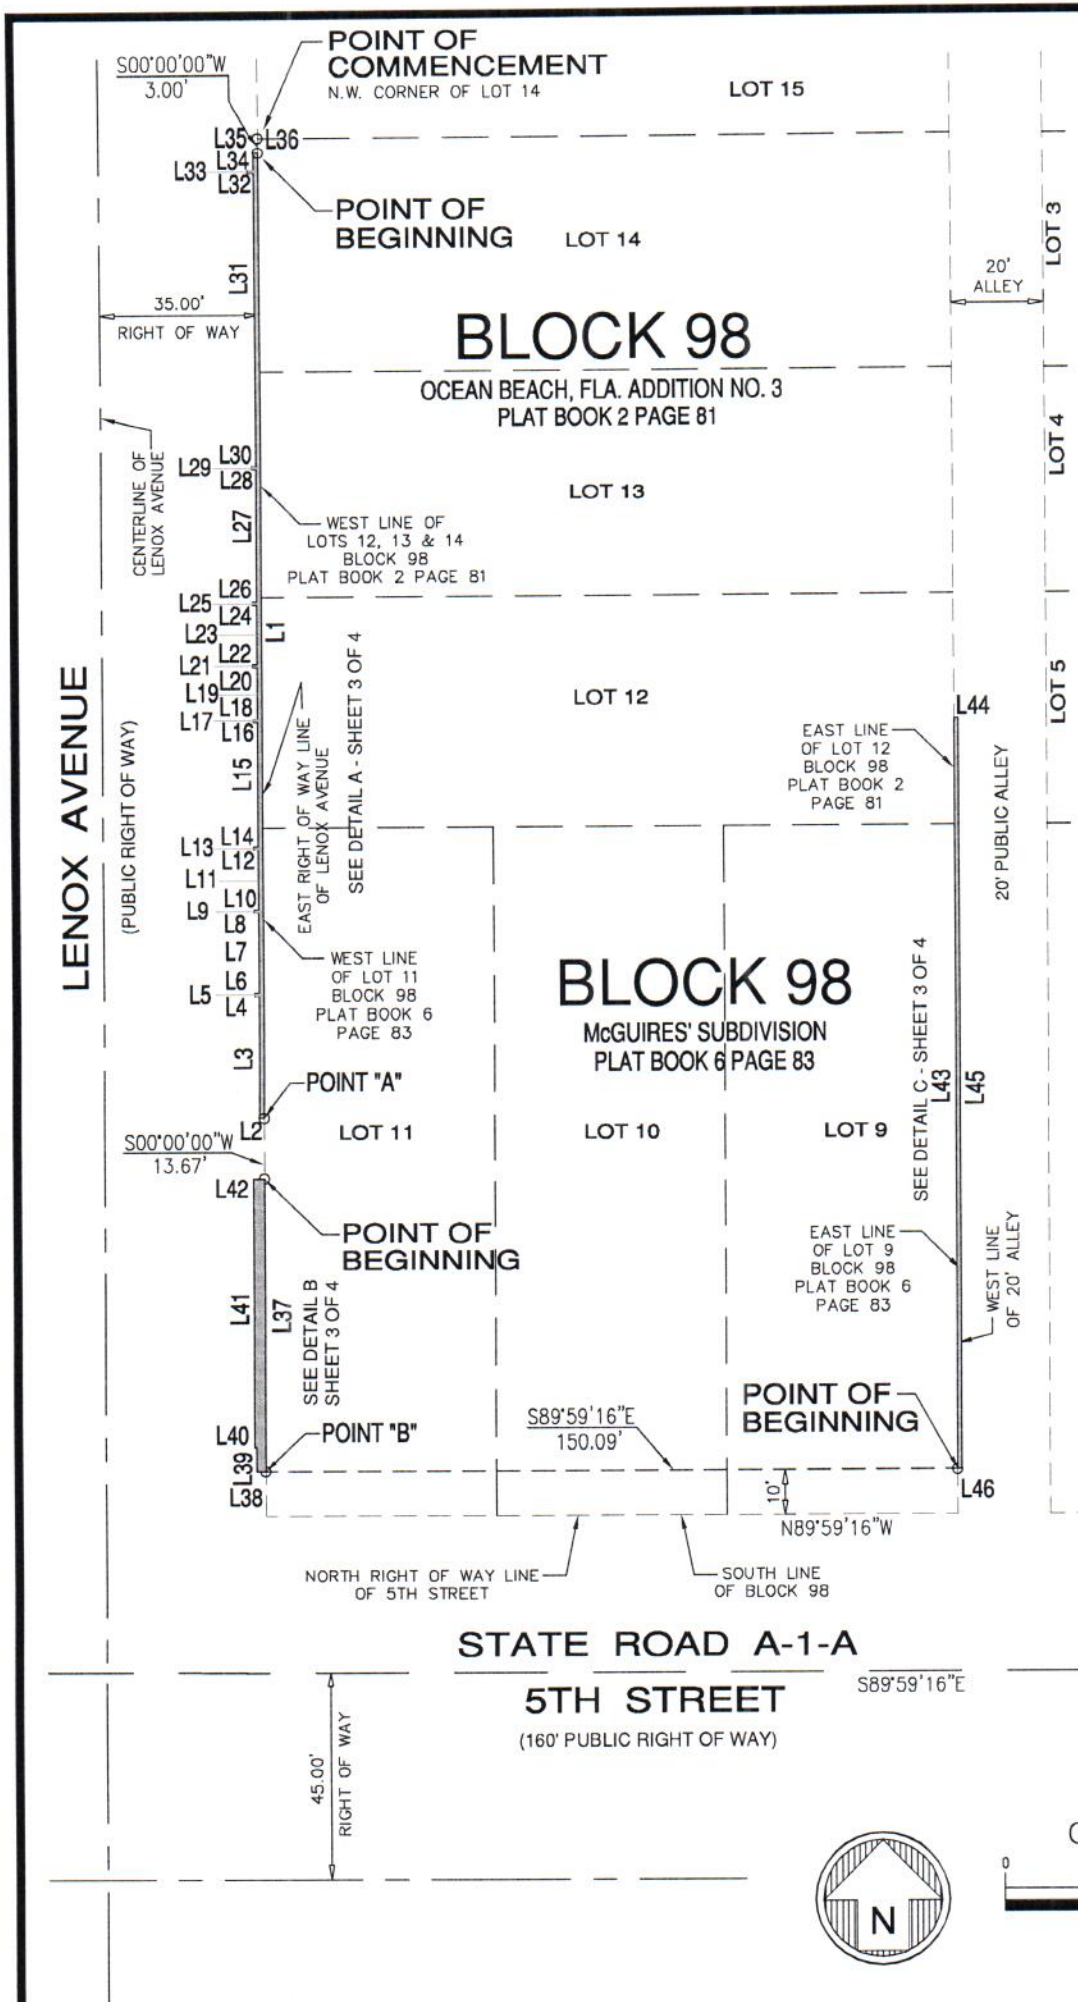 S00°00'00"W
3.00'
POINT OF
COMMENCEMENT
N.W. CORNER OF LOT 14
LOT 15
L35
L36
L34
L33
L32
POINT OF
BEGINNING
LOT 14
LOT 3
20'
ALLEY
L31
35.00'
RIGHT OF WAY
BLOCK 98
OCEAN BEACH, FLA. ADDITION NO. 3
PLAT BOOK 2 PAGE 81
LOT 4
CENTERLINE OF
LENOX AVENUE
L30
L29
L28
LOT 13
L27
WEST LINE OF
LOTS 12, 13 & 14
BLOCK 98
PLAT BOOK 2 PAGE 81
L26
L25
L24
L23
L1
L22
L21
L20
L19
L18
L17
L16
L15
LOT 12
LOT 5
L44
EAST LINE
OF LOT 12
BLOCK 98
PLAT BOOK 2
PAGE 81
LENOX AVENUE
(PUBLIC RIGHT OF WAY)
EAST RIGHT OF WAY LINE
OF LENOX AVENUE
SEE DETAIL A - SHEET 3 OF 4
20' PUBLIC ALLEY
L14
L13
L12
L11
L10
L9
L8
L7
L6
L5
L4
L3
WEST LINE
OF LOT 11
BLOCK 98
PLAT BOOK 6
PAGE 83
BLOCK 98
McGUIRES' SUBDIVISION
PLAT BOOK 6 PAGE 83
SEE DETAIL C - SHEET 3 OF 4
L43
L45
POINT "A"
L2
LOT 11
LOT 10
LOT 9
S00°00'00"W
13.67'
L42
POINT OF
BEGINNING
EAST LINE
OF LOT 9
BLOCK 98
PLAT BOOK 6
PAGE 83
WEST LINE
OF 20' ALLEY
L41
L37
SEE DETAIL B
SHEET 3 OF 4
L40
L39
L38
POINT "B"
S89°59'16"E
150.09'
POINT OF
BEGINNING
10'
L46
N89°59'16"W
NORTH RIGHT OF WAY LINE
OF 5TH STREET
SOUTH LINE
OF BLOCK 98
STATE ROAD A-1-A
S89°59'16"E
5TH STREET
(160' PUBLIC RIGHT OF WAY)
45.00'
RIGHT OF WAY
N
0